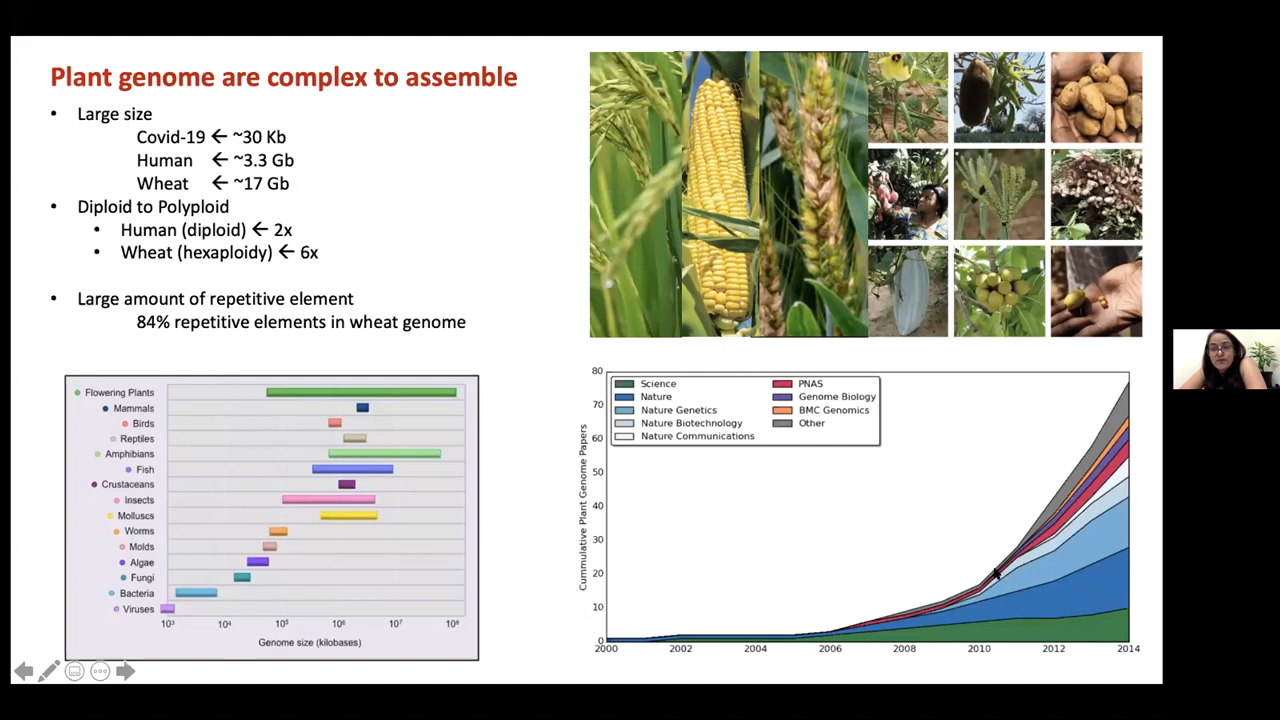 Plant genome are complex to assemble
• Large size
Covid-19 ← ~30 Kb
Human ← ~3.3 Gb
Wheat ← ~17 Gb
• Diploid to Polyploid
• Human (diploid) ← 2x
• Wheat (hexaploidy) ← 6x
• Large amount of repetitive element
84% repetitive elements in wheat genome
Flowering Plants
Mammals
Birds
Reptiles
Amphibians
Fish
Crustaceans
Insects
Molluscs
Worms
Molds
Algae
Fungi
Bacteria
Viruses
10³ 10⁴ 10⁵ 10⁶ 10⁷ 10⁸
Genome size (kilobases)
Cummulative Plant Genome Papers
80
70
60
50
40
30
20
10
0
Science
Nature
Nature Genetics
Nature Biotechnology
Nature Communications
PNAS
Genome Biology
BMC Genomics
Other
2000 2002 2004 2006 2008 2010 2012 2014